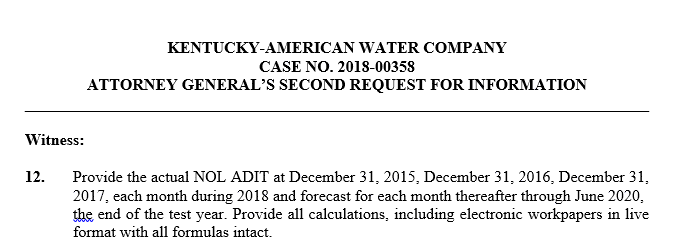 KENTUCKY-AMERICAN WATER COMPANY
CASE NO. 2018-00358
ATTORNEY GENERAL'S SECOND REQUEST FOR INFORMATION
Witness:
12. Provide the actual NOL ADIT at December 31, 2015, December 31, 2016, December 31,
2017, each month during 2018 and forecast for each month thereafter through June 2020,
the end of the test year. Provide all calculations, including electronic workpapers in live
format with all formulas intact.